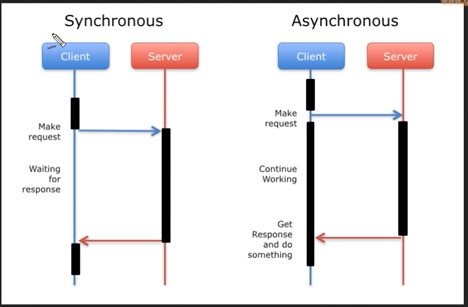 Synchronous
Client
Server
Make
request
Waiting
for
response
Asynchronous
Client
Server
Make
request
Continue
Working
Get
Response
and do
something